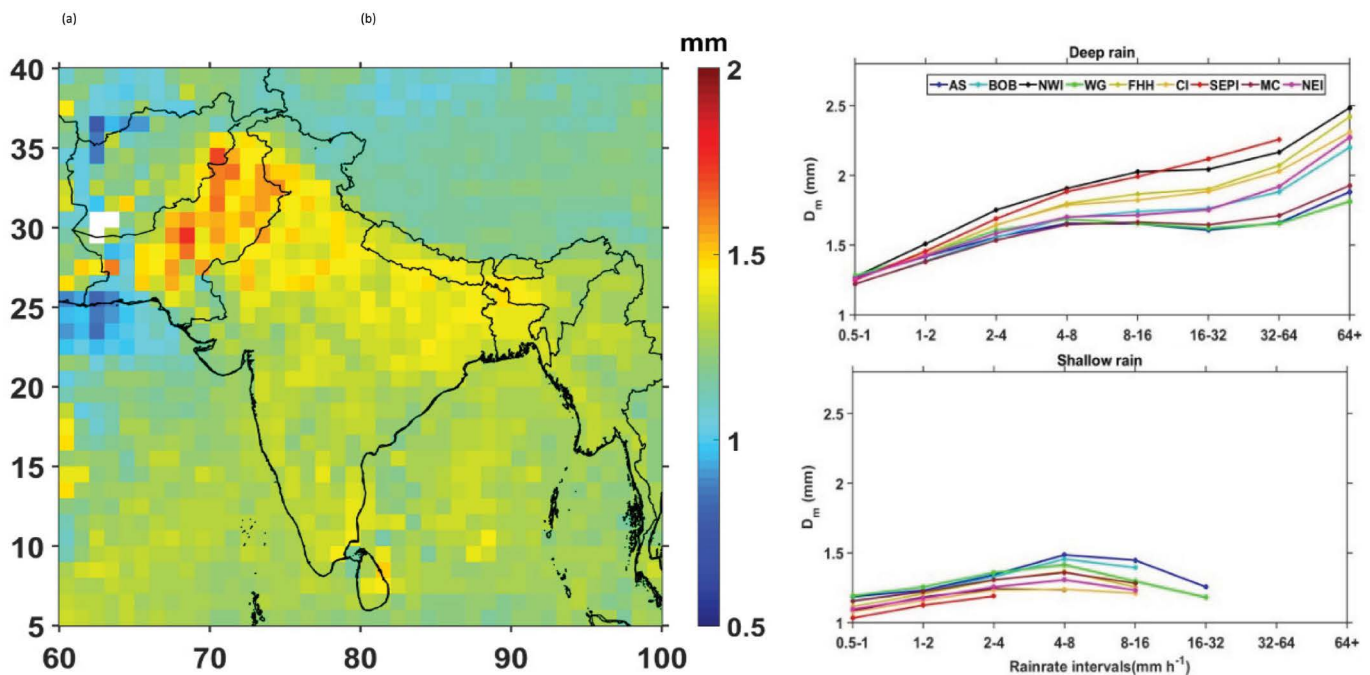 (a)
(b)
mm
40
35
30
25
20
15
10
5
60
70
80
90
100
2
1.5
1
0.5
Deep rain
AS BOB NWI WG FHH CI SEPI MC NEI
D_m (mm)
2.5
2
1.5
1
0.5-1 1-2 2-4 4-8 8-16 16-32 32-64 64+
Shallow rain
D_m (mm)
2.5
2
1.5
1
0.5-1 1-2 2-4 4-8 8-16 16-32 32-64 64+
Rainrate intervals(mm h⁻¹)